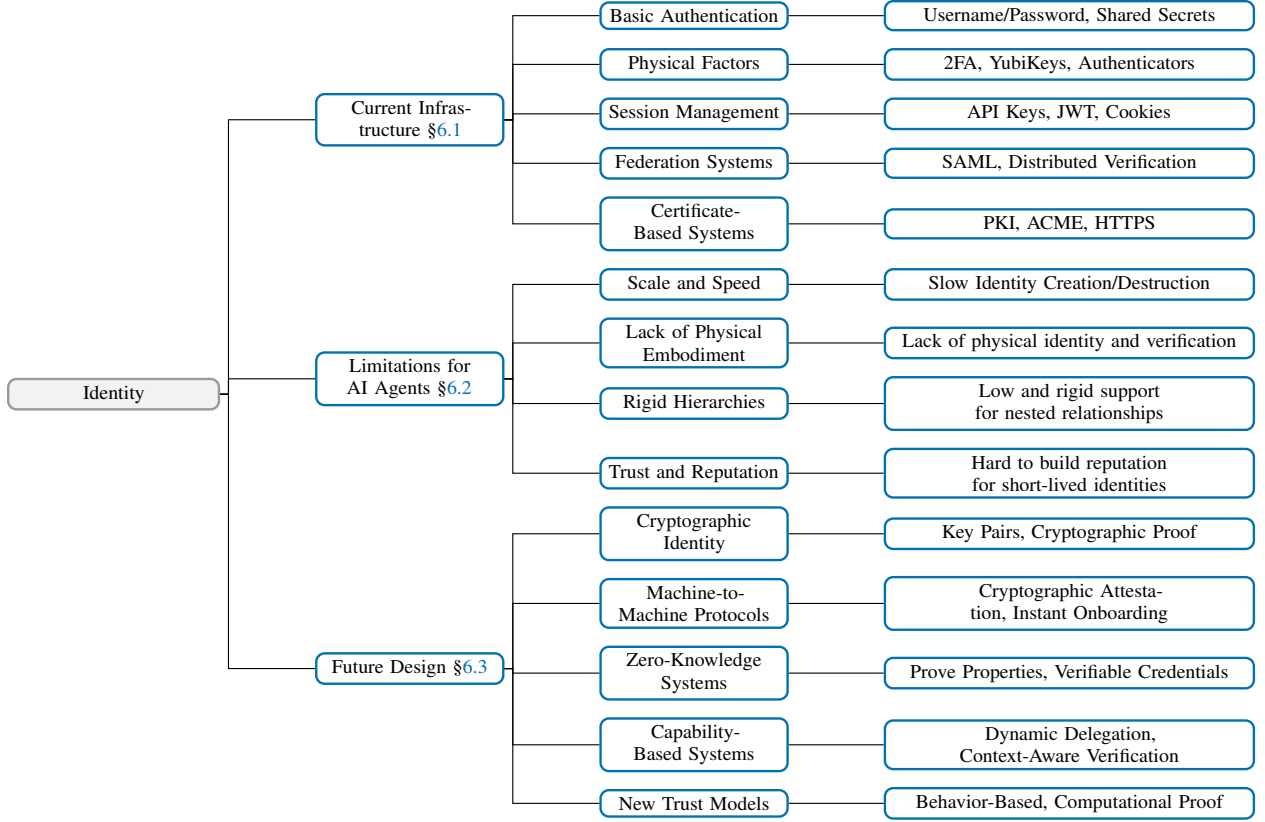 Identity
Current Infras-
tructure §6.1
Basic Authentication
Username/Password, Shared Secrets
Physical Factors
2FA, YubiKeys, Authenticators
Session Management
API Keys, JWT, Cookies
Federation Systems
SAML, Distributed Verification
Certificate-
Based Systems
PKI, ACME, HTTPS
Limitations for
AI Agents §6.2
Scale and Speed
Slow Identity Creation/Destruction
Lack of Physical
Embodiment
Lack of physical identity and verification
Rigid Hierarchies
Low and rigid support
for nested relationships
Trust and Reputation
Hard to build reputation
for short-lived identities
Future Design §6.3
Cryptographic
Identity
Key Pairs, Cryptographic Proof
Machine-to-
Machine Protocols
Cryptographic Attesta-
tion, Instant Onboarding
Zero-Knowledge
Systems
Prove Properties, Verifiable Credentials
Capability-
Based Systems
Dynamic Delegation,
Context-Aware Verification
New Trust Models
Behavior-Based, Computational Proof